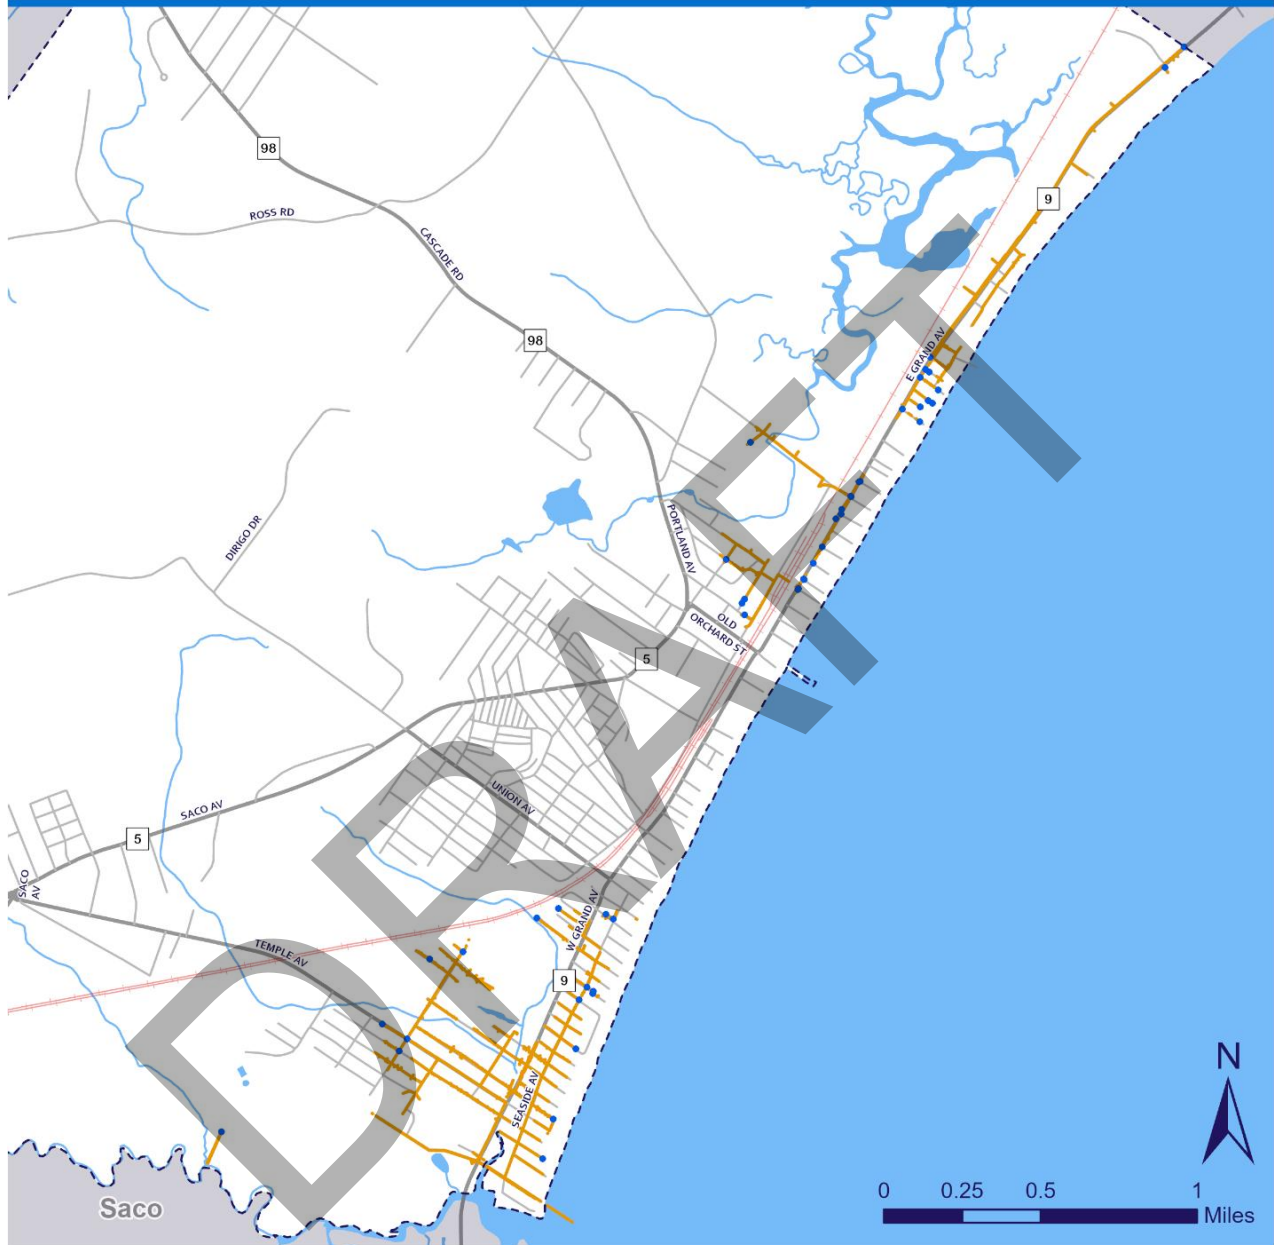 98
9
ROSS RD
CASCADE RD
98
E GRAND AV
DIRIGO DR
PORTLAND AV
OLD
ORCHARD ST
5
UNION AV
SACO AV
5
SACO
AV
W GRAND AV
TEMPLE AV
9
SEASIDE AV
DRAFT
Saco
N
0 0.25 0.5 1
Miles